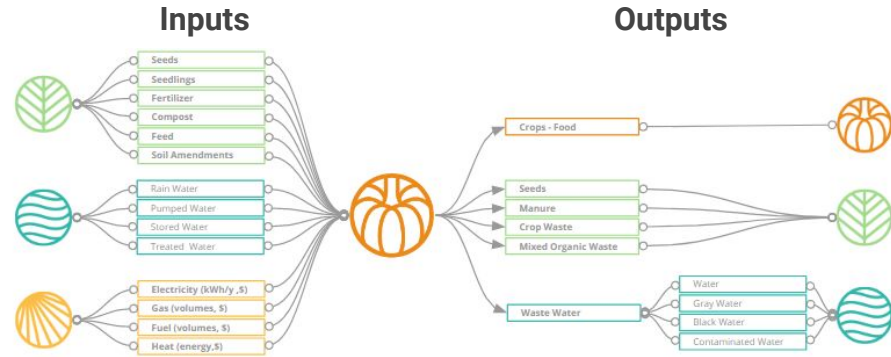 Inputs
Outputs
Seeds
Seedlings
Fertilizer
Compost
Feed
Soil Amendments
Rain Water
Pumped Water
Stored Water
Treated Water
Electricity (kWh/y ,$)
Gas (volumes, $)
Fuel (volumes, $)
Heat (energy,$)
Crops - Food
Seeds
Manure
Crop Waste
Mixed Organic Waste
Waste Water
Water
Gray Water
Black Water
Contaminated Water